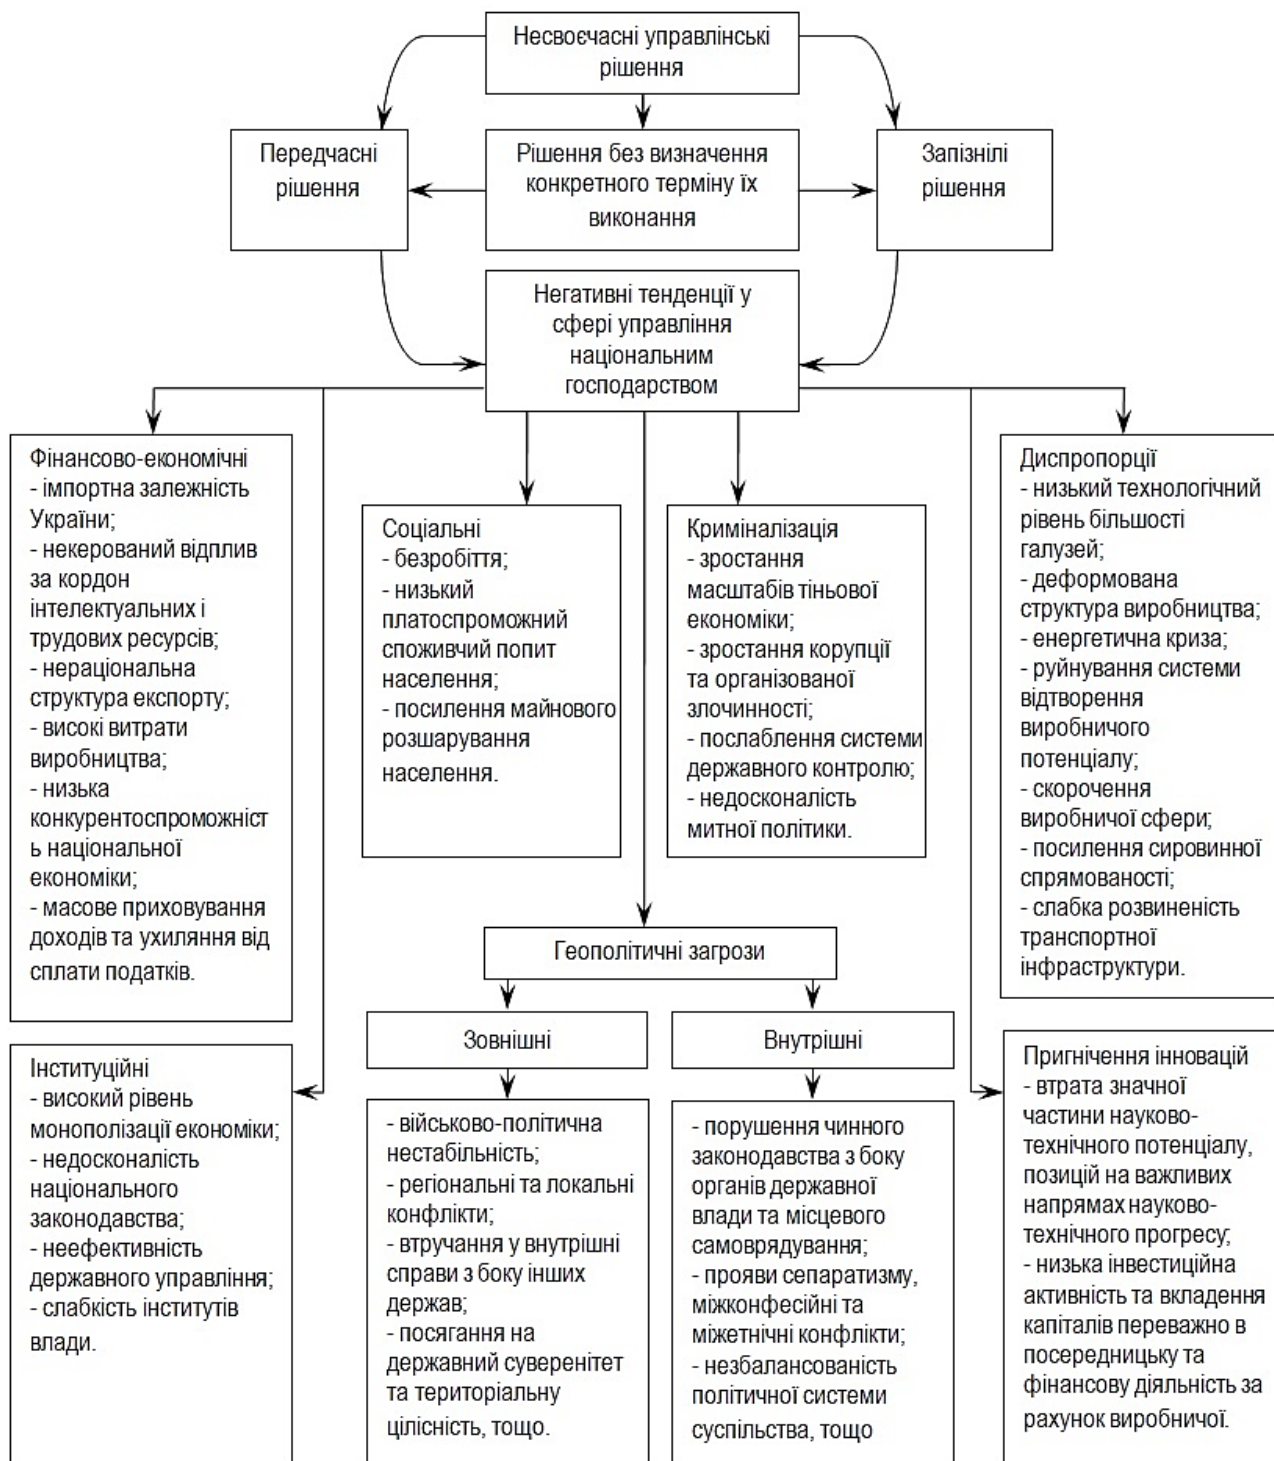 Несвоєчасні управлінські
рішення
Передчасні
рішення
Рішення без визначення
конкретного терміну їх
виконання
Запізнілі
рішення
Негативні тенденції у
сфері управління
національним
господарством
Фінансово-економічні
- імпортна залежність
України;
- некерований відплив
за кордон
інтелектуальних і
трудових ресурсів;
- нераціональна
структура експорту;
- високі витрати
виробництва;
- низька
конкурентоспроможніст
ь національної
економіки;
- масове приховування
доходів та ухиляння від
сплати податків.
Соціальні
- безробіття;
- низький
платоспроможний
споживчий попит
населення;
- посилення майнового
розшарування
населення.
Криміналізація
- зростання
масштабів тіньової
економіки;
- зростання корупції
та організованої
злочинності;
- послаблення системи
державного контролю;
- недосконалість
митної політики.
Диспропорції
- низький технологічний
рівень більшості
галузей;
- деформована
структура виробництва;
- енергетична криза;
- руйнування системи
відтворення
виробничого
потенціалу;
- скорочення
виробничої сфери;
- посилення сировинної
спрямованості;
- слабка розвиненість
транспортної
інфраструктури.
Геополітичні загрози
Зовнішні
Внутрішні
Інституційні
- високий рівень
монополізації економіки;
- недосконалість
національного
законодавства;
- неефективність
державного управління;
- слабкість інститутів
влади.
- військово-політична
нестабільність;
- регіональні та локальні
конфлікти;
- втручання у внутрішні
справи з боку інших
держав;
- посягання на
державний суверенітет
та територіальну
цілісність, тощо.
- порушення чинного
законодавства з боку
органів державної
влади та місцевого
самоврядування;
- прояви сепаратизму,
міжконфесійні та
міжетнічні конфлікти;
- незбалансованість
політичної системи
суспільства, тощо
Пригнічення інновацій
- втрата значної
частини науково-
технічного потенціалу,
позицій на важливих
напрямах науково-
технічного прогресу;
- низька інвестиційна
активність та вкладення
капіталів переважно в
посередницьку та
фінансову діяльність за
рахунок виробничої.